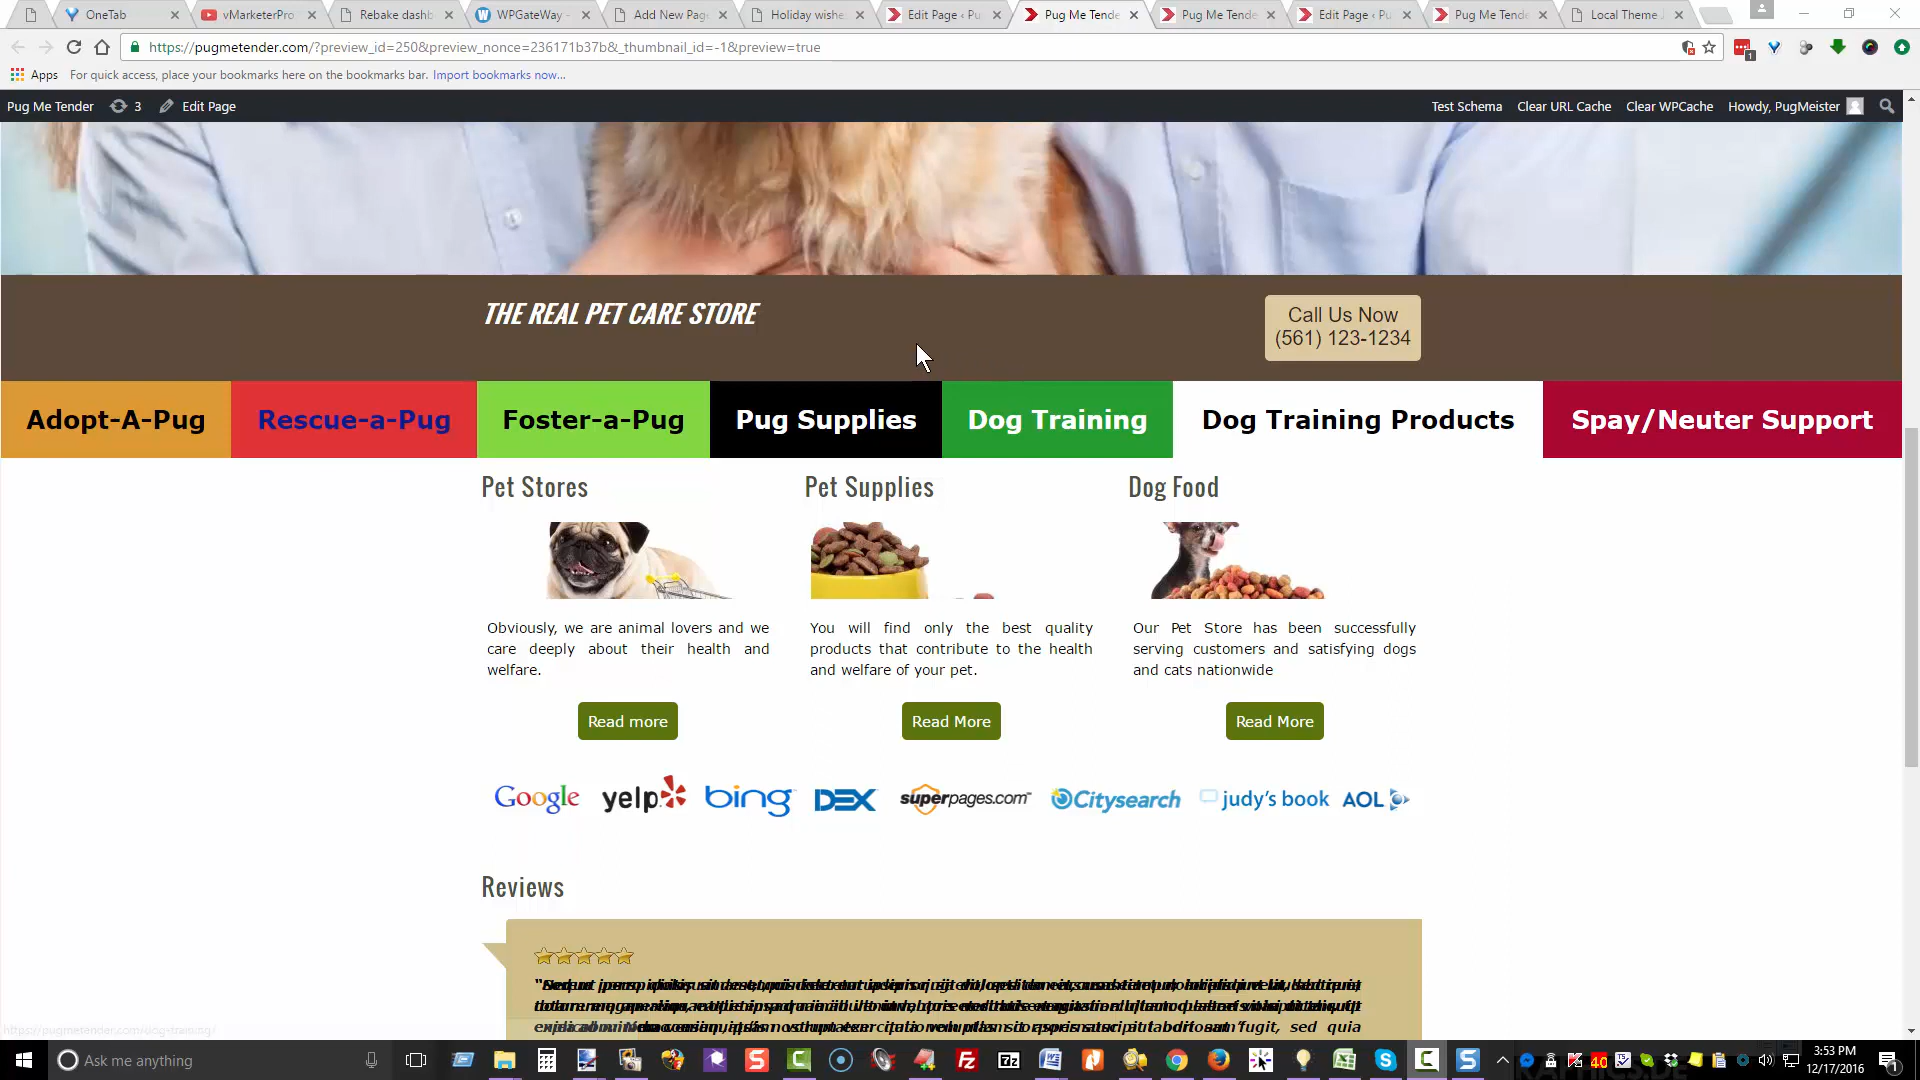 OneTab
vMarketerPro
Rebake dashb
WPGateWay -
Add New Pag
Holiday wishe
Edit Page ‹ Pu
Pug Me Tende
Pug Me Tende
Edit Page ‹ Pu
Pug Me Tende
Local Theme
https://pugmetender.com/?preview_id=250&preview_nonce=236171b37b&_thumbnail_id=-1&preview=true
1
Apps For quick access, place your bookmarks here on the bookmarks bar. Import bookmarks now...
Pug Me Tender 3 Edit Page Test Schema Clear URL Cache Clear WPCache Howdy, PugMeister
THE REAL PET CARE STORE
Call Us Now
(561) 123-1234
Adopt-A-Pug Rescue-a-Pug Foster-a-Pug Pug Supplies Dog Training Dog Training Products Spay/Neuter Support
Pet Stores
Obviously, we are animal lovers and we
care deeply about their health and
welfare.
Read more
Pet Supplies
You will find only the best quality
products that contribute to the health
and welfare of your pet.
Read More
Dog Food
Our Pet Store has been successfully
serving customers and satisfying dogs
and cats nationwide
Read More
Google yelp bing DEX superpages.com Citysearch judy's book AOL
Reviews
fugit, sed quia
https://pugmetender.com/dog-training/
Ask me anything
3:53 PM
12/17/2016
1